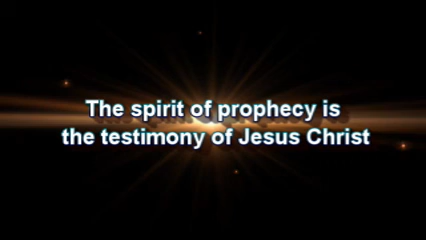 The spirit of prophecy is
the testimony of Jesus Christ